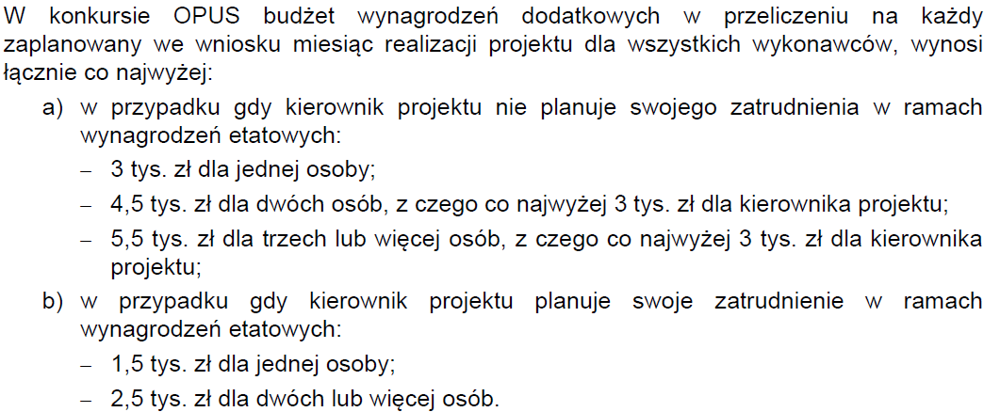 W konkursie OPUS budżet wynagrodzeń dodatkowych w przeliczeniu na każdy
zaplanowany we wniosku miesiąc realizacji projektu dla wszystkich wykonawców, wynosi
łącznie co najwyżej:
a) w przypadku gdy kierownik projektu nie planuje swojego zatrudnienia w ramach
wynagrodzeń etatowych:
– 3 tys. zł dla jednej osoby;
– 4,5 tys. zł dla dwóch osób, z czego co najwyżej 3 tys. zł dla kierownika projektu;
– 5,5 tys. zł dla trzech lub więcej osób, z czego co najwyżej 3 tys. zł dla kierownika
projektu;
b) w przypadku gdy kierownik projektu planuje swoje zatrudnienie w ramach
wynagrodzeń etatowych:
– 1,5 tys. zł dla jednej osoby;
– 2,5 tys. zł dla dwóch lub więcej osób.